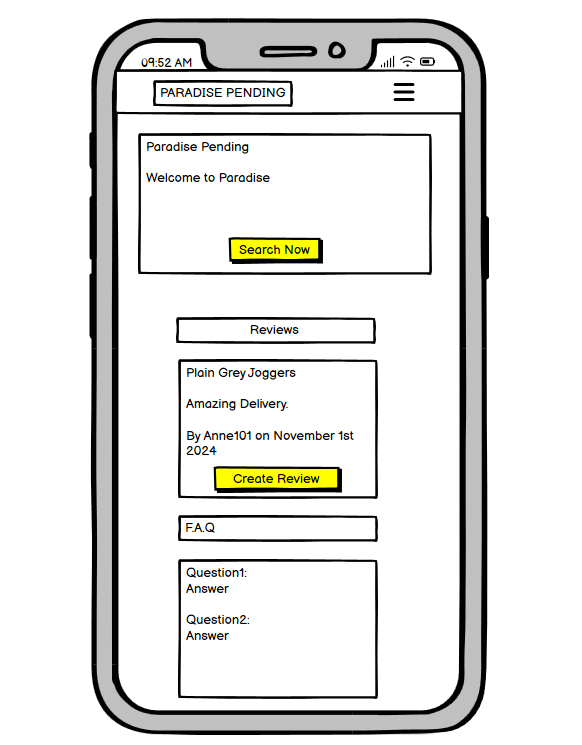 09:52 AM
PARADISE PENDING
Paradise Pending
Welcome to Paradise
Search Now
Reviews
Plain Grey Joggers
Amazing Delivery.
By Anne101 on November 1st
2024
Create Review
F.A.Q
Question1:
Answer
Question2:
Answer